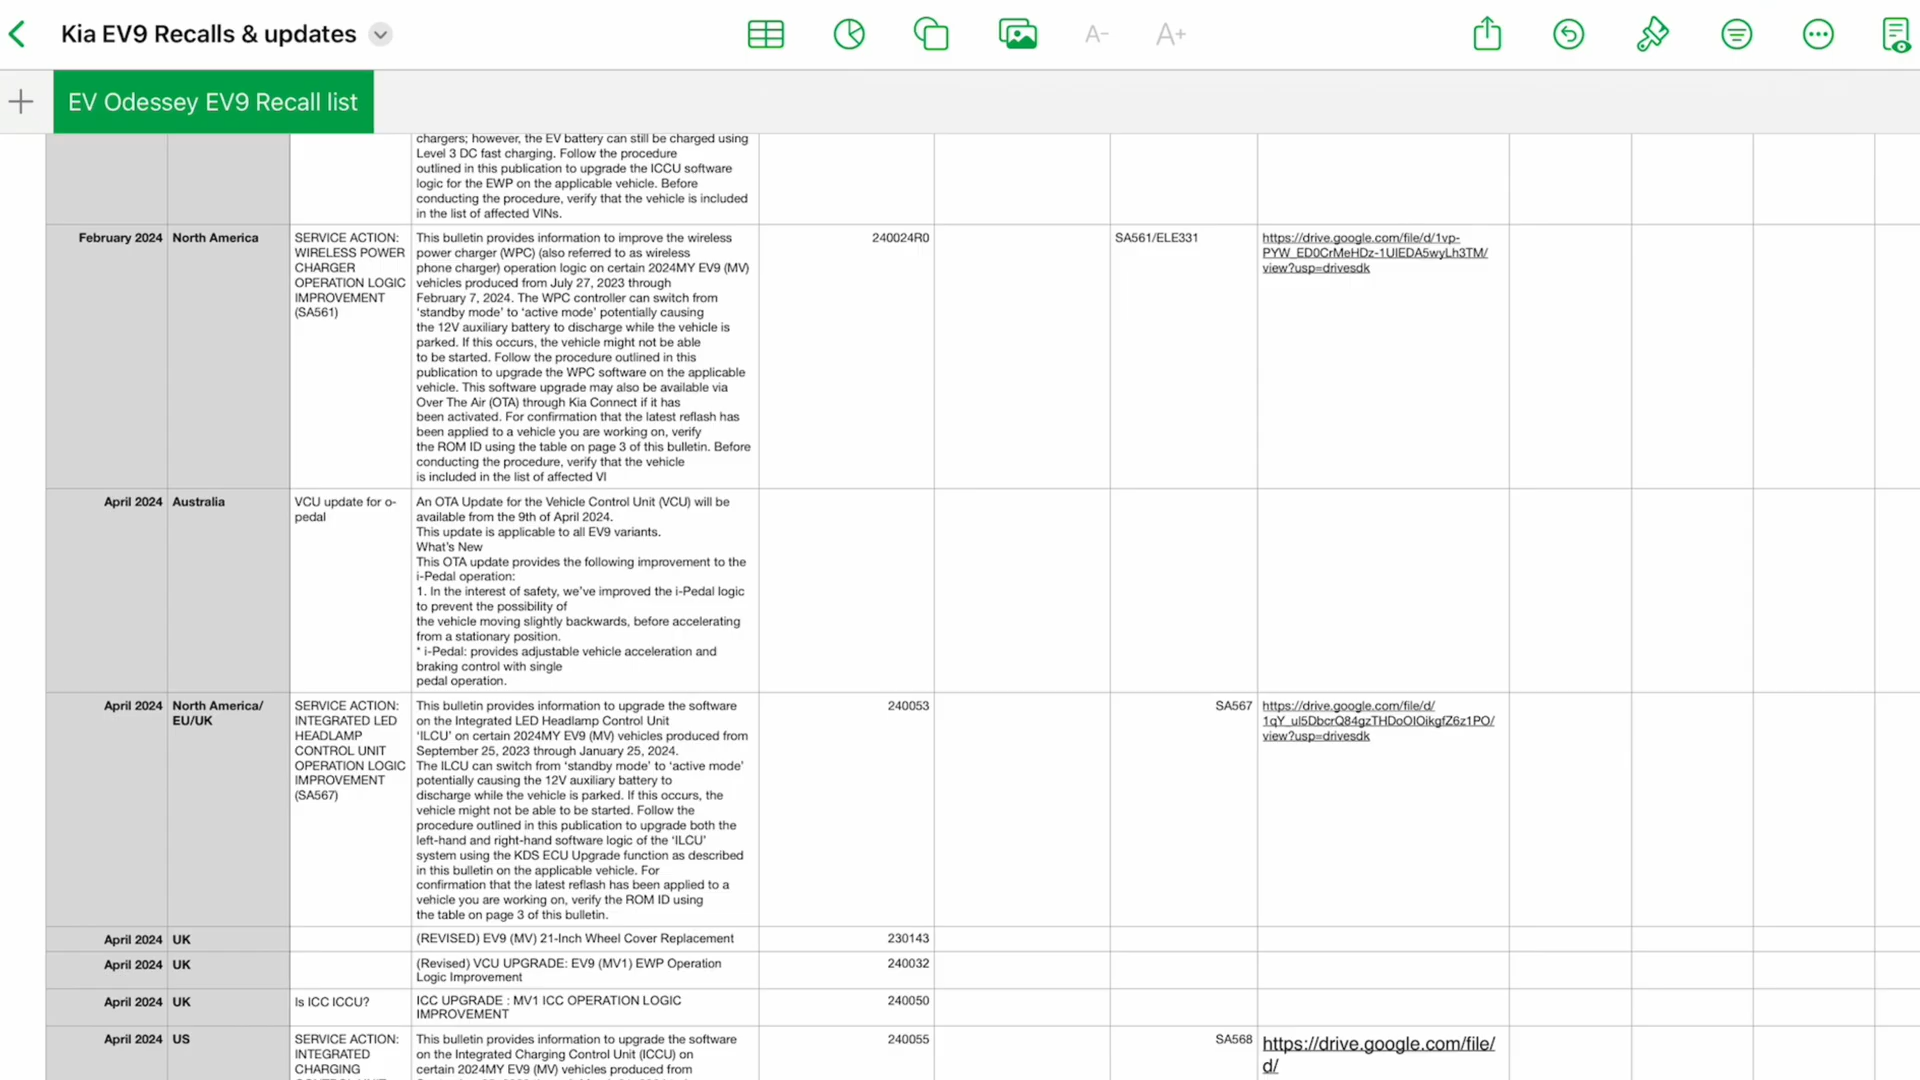 Kia EV9 Recalls & updates
A-
A+
EV Odessey EV9 Recall list
chargers; however, the EV battery can still be charged using
Level 3 DC fast charging. Follow the procedure
outlined in this publication to upgrade the ICCU software
logic for the EWP on the applicable vehicle. Before
conducting the procedure, verify that the vehicle is included
in the list of affected VINs.
February 2024
North America
SERVICE ACTION:
WIRELESS POWER
CHARGER
OPERATION LOGIC
IMPROVEMENT
(SA561)
This bulletin provides information to improve the wireless
power charger (WPC) (also referred to as wireless
phone charger) operation logic on certain 2024MY EV9 (MV)
vehicles produced from July 27, 2023 through
February 7, 2024. The WPC controller can switch from
‘standby mode’ to ‘active mode’ potentially causing
the 12V auxiliary battery to discharge while the vehicle is
parked. If this occurs, the vehicle might not be able
to be started. Follow the procedure outlined in this
publication to upgrade the WPC software on the applicable
vehicle. This software upgrade may also be available via
Over The Air (OTA) through Kia Connect if it has
been activated. For confirmation that the latest reflash has
been applied to a vehicle you are working on, verify
the ROM ID using the table on page 3 of this bulletin. Before
conducting the procedure, verify that the vehicle
is included in the list of affected VI
240024R0
SA561/ELE331
https://drive.google.com/file/d/1vp-
PYW_ED0CrMeHDz-1UIEDA5wyLh3TM/
view?usp=drivesdk
April 2024
Australia
VCU update for o-
pedal
An OTA Update for the Vehicle Control Unit (VCU) will be
available from the 9th of April 2024.
This update is applicable to all EV9 variants.
What's New
This OTA update provides the following improvement to the
i-Pedal operation:
1. In the interest of safety, we've improved the i-Pedal logic
to prevent the possibility of
the vehicle moving slightly backwards, before accelerating
from a stationary position.
* i-Pedal: provides adjustable vehicle acceleration and
braking control with single
pedal operation.
April 2024
North America/
EU/UK
SERVICE ACTION:
INTEGRATED LED
HEADLAMP
CONTROL UNIT
OPERATION LOGIC
IMPROVEMENT
(SA567)
This bulletin provides information to upgrade the software
on the Integrated LED Headlamp Control Unit
‘ILCU’ on certain 2024MY EV9 (MV) vehicles produced from
September 25, 2023 through January 25, 2024.
The ILCU can switch from ‘standby mode’ to ‘active mode’
potentially causing the 12V auxiliary battery to
discharge while the vehicle is parked. If this occurs, the
vehicle might not be able to be started. Follow the
procedure outlined in this publication to upgrade both the
left-hand and right-hand software logic of the ‘ILCU’
system using the KDS ECU Upgrade function as described
in this bulletin on the applicable vehicle. For
confirmation that the latest reflash has been applied to a
vehicle you are working on, verify the ROM ID using
the table on page 3 of this bulletin.
240053
SA567
https://drive.google.com/file/d/
1qY_ul5DbcrQ84gzTHDoOIOikgfZ6z1PO/
view?usp=drivesdk
April 2024
UK
(REVISED) EV9 (MV) 21-Inch Wheel Cover Replacement
230143
April 2024
UK
(Revised) VCU UPGRADE: EV9 (MV1) EWP Operation
Logic Improvement
240032
April 2024
UK
Is ICC ICCU?
ICC UPGRADE : MV1 ICC OPERATION LOGIC
IMPROVEMENT
240050
April 2024
US
SERVICE ACTION:
INTEGRATED
CHARGING
This bulletin provides information to upgrade the software
on the Integrated Charging Control Unit (ICCU) on
certain 2024MY EV9 (MV) vehicles produced from
240055
SA568
https://drive.google.com/file/
d/